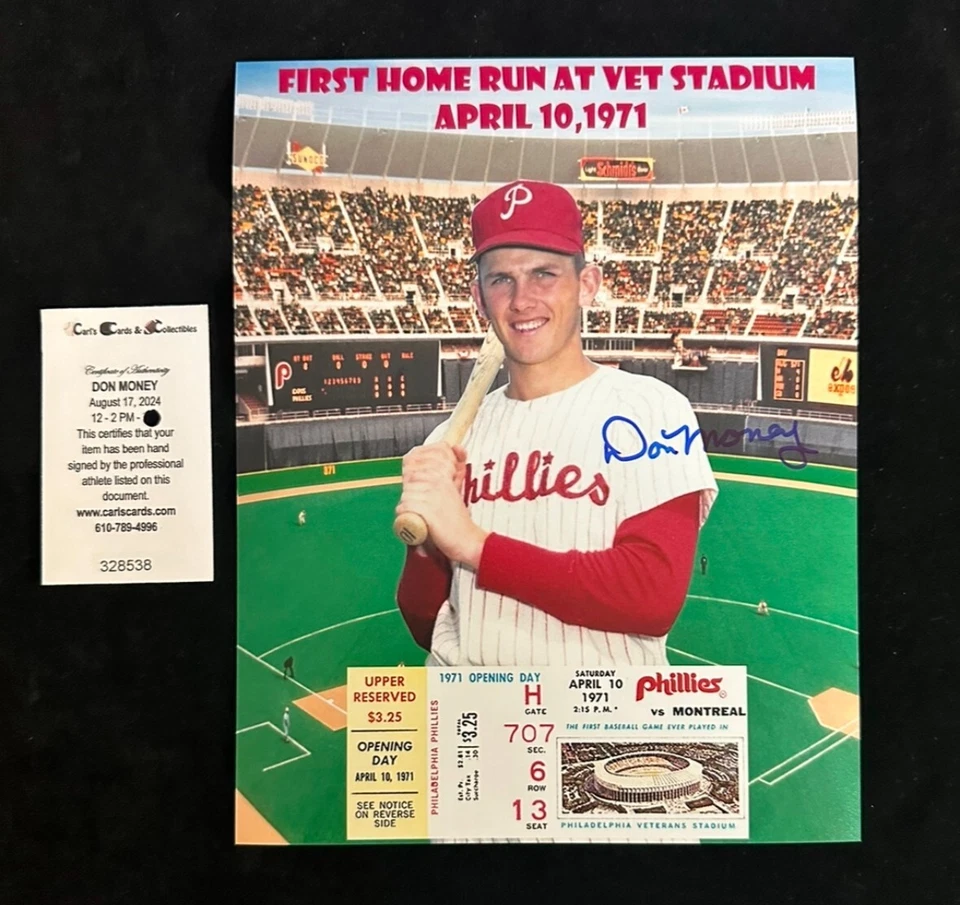 FIRST HOME RUN AT VET STADIUM
APRIL 10,1971
SUNOCO
Schmidt's
P
Phillies
Don Money
expos
Carl's Cards & Collectibles
Certificate of Authenticity
DON MONEY
August 17, 2024
12 - 2 PM -
This certifies that your
item has been hand
signed by the professional
athlete listed on this
document.
www.carlscards.com
610-789-4996
328538
UPPER
RESERVED
$3.25
OPENING
DAY
APRIL 10, 1971
SEE NOTICE
ON REVERSE
SIDE
PHILADELPHIA PHILLIES
1971 OPENING DAY
$3.25
H
GATE
707
SEC.
6
ROW
13
SEAT
SATURDAY
APRIL 10
1971
2:15 P.M.*
Phillies
VS MONTREAL
THE FIRST BASEBALL GAME EVER PLAYED IN
PHILADELPHIA VETERANS STADIUM